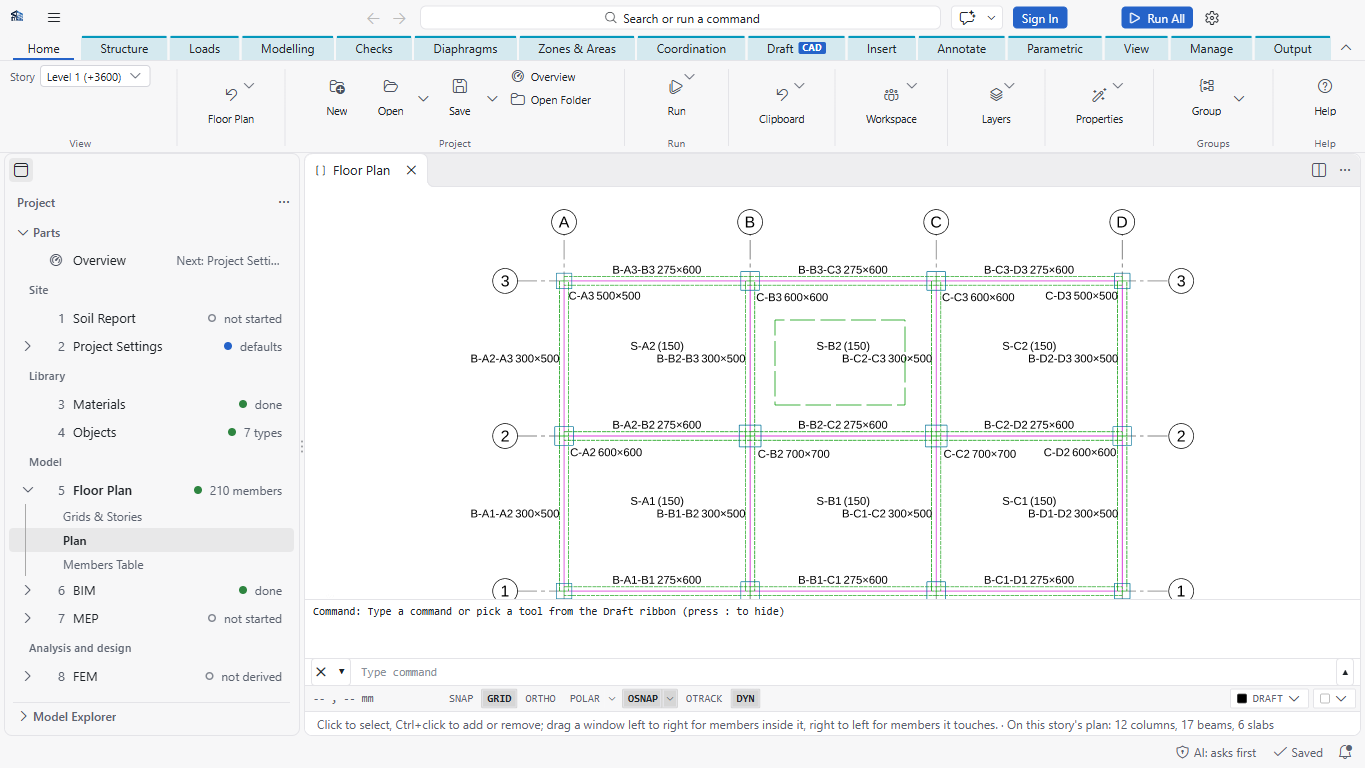 Search or run a command
Sign In
Run All
Home Structure Loads Modelling Checks Diaphragms Zones & Areas Coordination Draft CAD Insert Annotate Parametric View Manage Output
Story Level 1 (+3600)
Floor Plan
New
Open
Save
Overview
Open Folder
Run
Clipboard
Workspace
Layers
Properties
Group
Help
View Project Run Groups Help
Project
Parts
Overview Next: Project Setti...
Site
1 Soil Report not started
2 Project Settings defaults
Library
3 Materials done
4 Objects 7 types
Model
5 Floor Plan 210 members
Grids & Stories
Plan
Members Table
6 BIM done
7 MEP not started
Analysis and design
8 FEM not derived
Model Explorer
Floor Plan
A B C D
B-A3-B3 275×600 B-B3-C3 275×600 B-C3-D3 275×600
3 3
C-A3 500×500 C-B3 600×600 C-C3 600×600 C-D3 500×500
S-A2 (150) S-B2 (150) S-C2 (150)
B-A2-A3 300×500 B-B2-B3 300×500 B-C2-C3 300×500 B-D2-D3 300×500
B-A2-B2 275×600 B-B2-C2 275×600 B-C2-D2 275×600
2 2
C-A2 600×600 C-B2 700×700 C-C2 700×700 C-D2 600×600
S-A1 (150) S-B1 (150) S-C1 (150)
B-A1-A2 300×500 B-B1-B2 300×500 B-C1-C2 300×500 B-D1-D2 300×500
B-A1-B1 275×600 B-B1-C1 275×600 B-C1-D1 275×600
1 1
Command: Type a command or pick a tool from the Draft ribbon (press : to hide)
Type command
-- , -- mm SNAP GRID ORTHO POLAR OSNAP OTRACK DYN DRAFT
Click to select, Ctrl+click to add or remove; drag a window left to right for members inside it, right to left for members it touches. · On this story's plan: 12 columns, 17 beams, 6 slabs
AI: asks first Saved